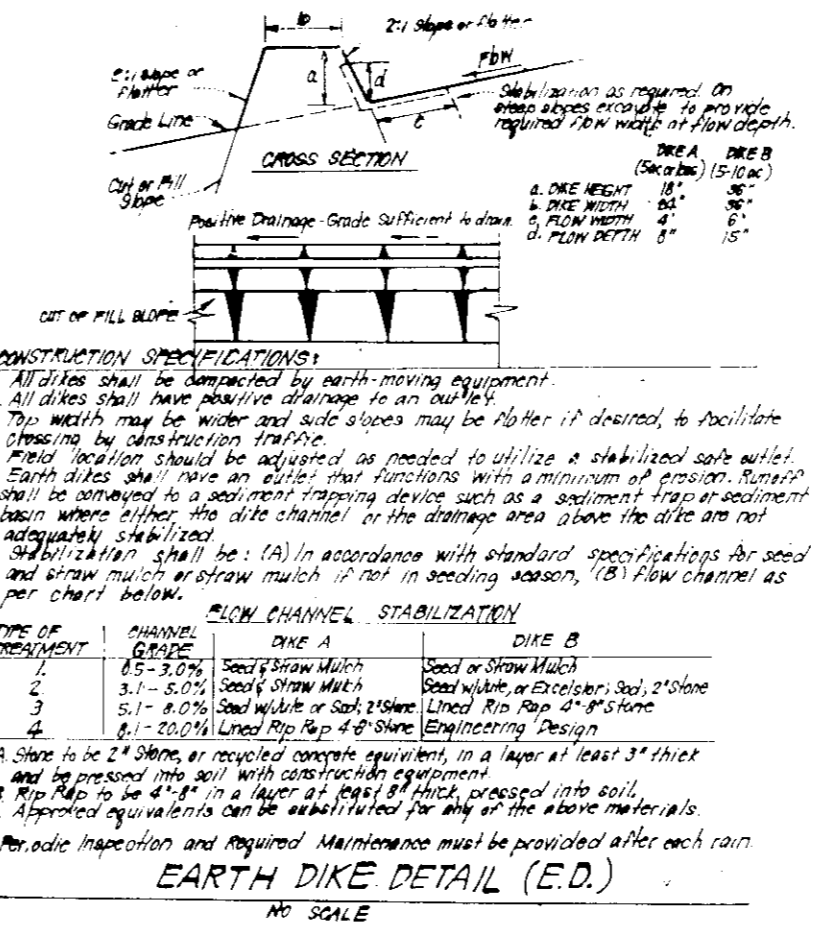 b
2:1 Slope or flatter
Flow
2:1 slope or
flatter
a
d
Stabilization as required. On
steep slopes excavate to provide
required flow width at flow depth.
Grade Line
c
CROSS SECTION
Cut or Fill
Slope
DIKE A DIKE B
(5 ac or less) (5-10 ac)
a. DIKE HEIGHT 18" 36"
b. DIKE WIDTH 24" 36"
c. FLOW WIDTH 4' 6'
d. FLOW DEPTH 8" 15"
Positive Drainage-Grade Sufficient to drain.
CUT OF FILL SLOPE
CONSTRUCTION SPECIFICATIONS:
All dikes shall be compacted by earth-moving equipment.
All dikes shall have positive drainage to an outlet.
Top width may be wider and side slopes may be flatter if desired, to facilitate
crossing by construction traffic.
Field location should be adjusted as needed to utilize a stabilized safe outlet.
Earth dikes shall have an outlet that functions with a minimum of erosion. Runoff
shall be conveyed to a sediment trapping device such as a sediment trap or sediment
basin where either the dike channel or the drainage area above the dike are not
adequately stabilized.
Stabilization shall be: (A) In accordance with standard specifications for seed
and straw mulch or straw mulch if not in seeding season, (B) flow channel as
per chart below.
FLOW CHANNEL STABILIZATION
TYPE OF TREATMENT CHANNEL GRADE DIKE A DIKE B
1. 0.5-3.0% Seed & Straw Mulch Seed or Straw Mulch
2 3.1-5.0% Seed & Straw Mulch Seed w/Jute, or Excelsior; Sod; 2" Stone
3 5.1-8.0% Seed w/Jute or Sod; 2" Stone Lined Rip Rap 4"-8" Stone
4 8.1-20.0% Lined Rip Rap 4-8" Stone Engineering Design
A. Stone to be 2" Stone, or recycled concrete equivilent, in a layer at least 3" thick
and be pressed into soil with construction equipment.
B. Rip Rap to be 4"-8" in a layer at least 8" thick, pressed into soil.
. Approved equivalents can be substituted for any of the above materials.
Periodic Inspection and Required Maintenance must be provided after each rain.
EARTH DIKE DETAIL (E.D.)
NO SCALE